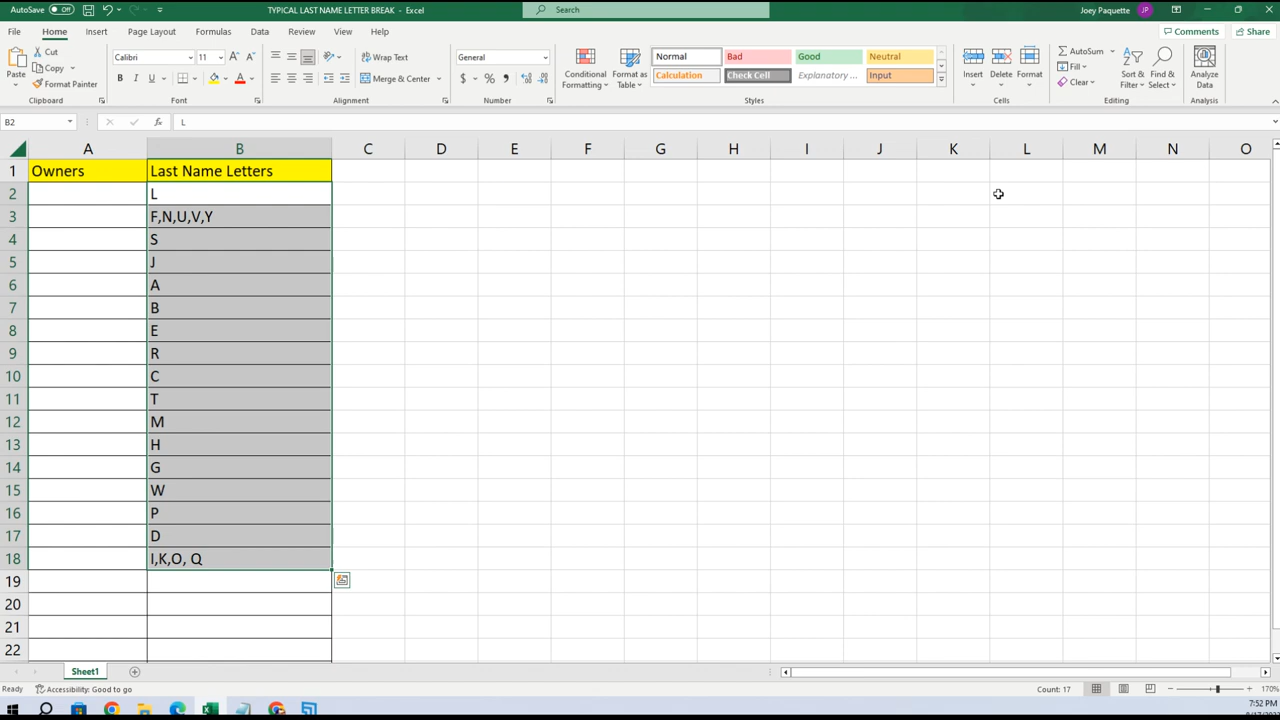 AutoSave Off TYPICAL LAST NAME LETTER BREAK - Excel Search Joey Paquette JP
File Home Insert Page Layout Formulas Data Review View Help Comments Share
Paste Cut Copy Format Painter Clipboard
Calibri 11 A A B I U A Font
Wrap Text Merge & Center Alignment
General $ % , Number
Conditional Formatting Format as Table Normal Bad Good Neutral Calculation Check Cell Explanatory ... Input Styles
Insert Delete Format Cells
AutoSum Fill Clear Sort & Filter Find & Select Editing
Analyze Data Analysis
B2 fx L
A B C D E F G H I J K L M N O
1 Owners Last Name Letters
2 L
3 F,N,U,V,Y
4 S
5 J
6 A
7 B
8 E
9 R
10 C
11 T
12 M
13 H
14 G
15 W
16 P
17 D
18 I,K,O, Q
19
20
21
22
Sheet1
Ready Accessibility: Good to go Count: 17 170%
7:52 PM